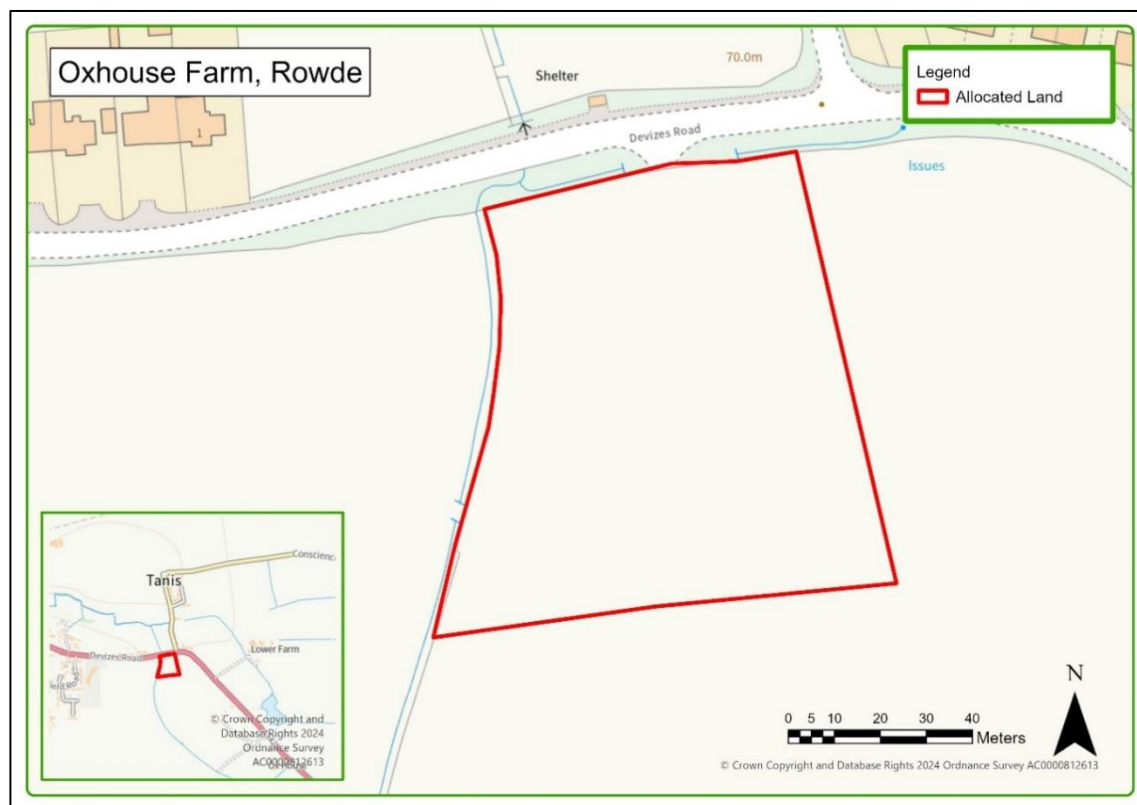 Oxhouse Farm, Rowde
Shelter
70.0m
Legend
Allocated Land
1
Devizes Road
Issues
Conscience
Tanis
Devizes Road
Lower Farm
© Crown Copyright and
Database Rights 2024
Ordnance Survey
AC0000812613
N
0 5 10 20 30 40
Meters
© Crown Copyright and Database Rights 2024 Ordnance Survey AC0000812613